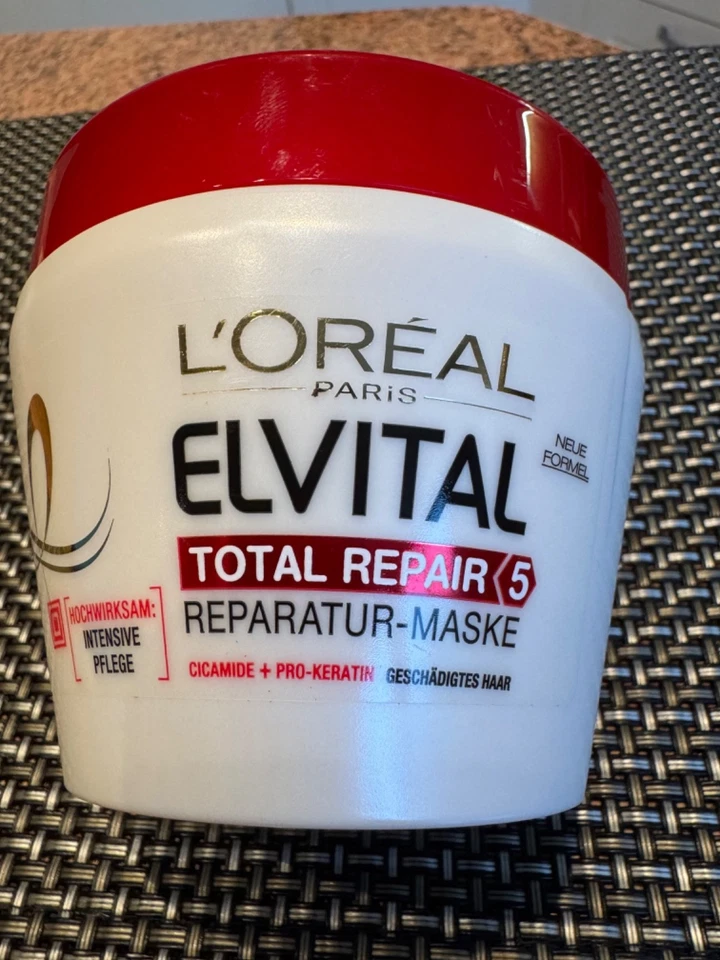 L'ORÉAL
PARiS
ELVITAL
NEUE
FORMEL
TOTAL REPAIR 5
REPARATUR-MASKE
HOCHWIRKSAM:
INTENSIVE
PFLEGE
CICAMIDE + PRO-KERATIN GESCHÄDIGTES HAAR